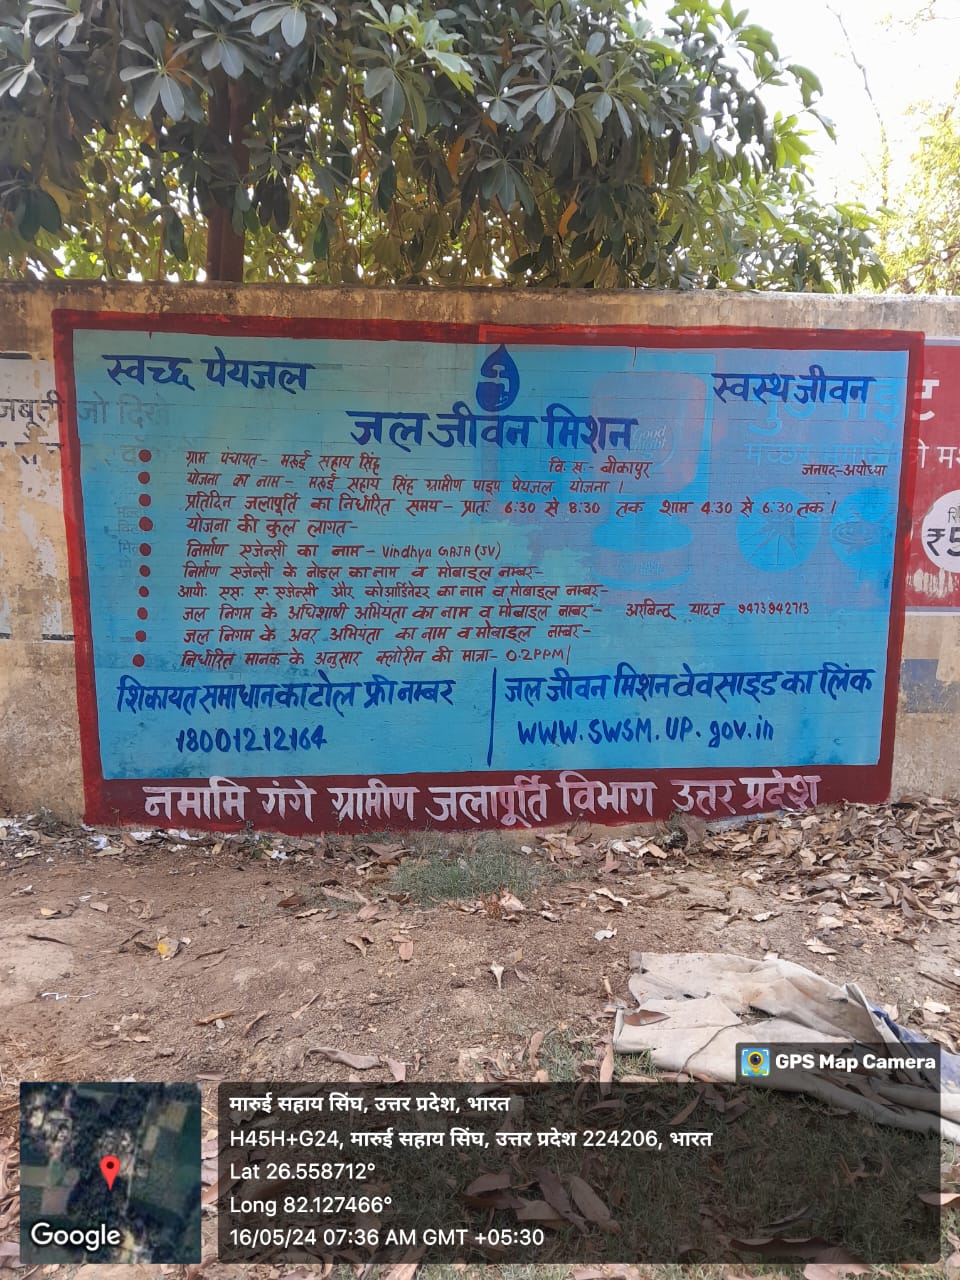 स्वच्छ पेयजल
स्वस्थ जीवन
जल जीवन मिशन
ग्राम पंचायत- मरूई सहाय सिंह वि.स.- बीकापुर जनपद-अयोध्या
योजना का नाम- मरूई सहाय सिंह ग्रामीण पाइप पेयजल योजना।
प्रतिदिन जलापूर्ति का निर्धारित समय- प्रातः 6:30 से 8:30 तक शाम 4.30 से 6.30 तक।
योजना की कुल लागत-
निर्माण एजेन्सी का नाम- Vindhya GAJA (JV)
निर्माण एजेन्सी के नोडल का नाम व मोबाइल नम्बर-
आयी. एस. ए. एजेन्सी और कोआर्डिनेटर का नाम व मोबाइल नम्बर-
जल निगम के अधिशाषी अभियंता का नाम व मोबाइल नम्बर- अरबिन्दू यादव 9473942713
जल निगम के अवर अभियंता का नाम व मोबाइल नम्बर-
निर्धारित मानक के अनुसार क्लोरीन की मात्रा- 0.2PPM|
शिकायत समाधान का टोल फ्री नम्बर
18001212164
जल जीवन मिशन वेवसाइड का लिंक
WWW.SWSM.UP.gov.in
नमामि गंगे ग्रामीण जलापूर्ति विभाग उत्तर प्रदेश
जबूती जो दिखे
₹5
GPS Map Camera
मारुई सहाय सिंघ, उत्तर प्रदेश, भारत
H45H+G24, मारुई सहाय सिंघ, उत्तर प्रदेश 224206, भारत
Lat 26.558712°
Long 82.127466°
16/05/24 07:36 AM GMT +05:30
Google